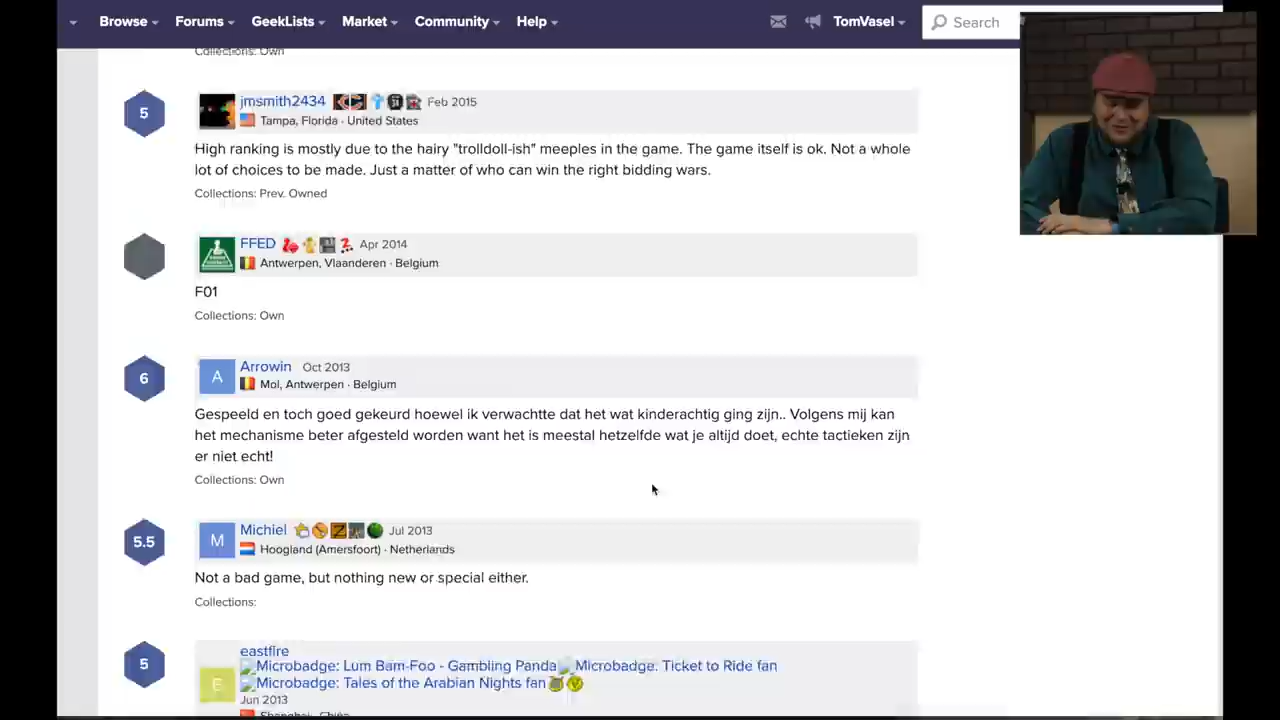 Browse Forums GeekLists Market Community Help TomVasel Search
Collections: Own
5 jmsmith2434 Feb 2015
Tampa, Florida · United States
High ranking is mostly due to the hairy "trolldoll-ish" meeples in the game. The game itself is ok. Not a whole
lot of choices to be made. Just a matter of who can win the right bidding wars.
Collections: Prev. Owned
FFED Apr 2014
Antwerpen, Vlaanderen · Belgium
F01
Collections: Own
6 A Arrowin Oct 2013
Mol, Antwerpen · Belgium
Gespeeld en toch goed gekeurd hoewel ik verwachtte dat het wat kinderachtig ging zijn.. Volgens mij kan
het mechanisme beter afgesteld worden want het is meestal hetzelfde wat je altijd doet, echte tactieken zijn
er niet echt!
Collections: Own
5.5 M Michiel Jul 2013
Hoogland (Amersfoort) · Netherlands
Not a bad game, but nothing new or special either.
Collections:
eastfire
5 E Microbadge: Lum Bam-Foo - Gambling Panda Microbadge: Ticket to Ride fan
Microbadge: Tales of the Arabian Nights fan
Jun 2013
Shanghai, China